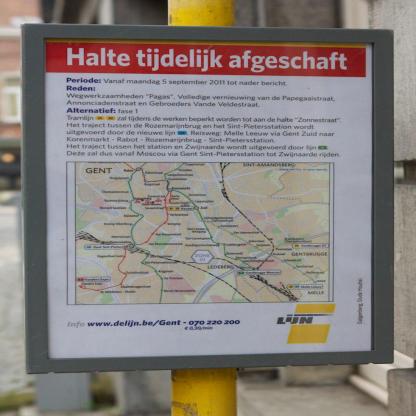 Halte tijdelijk afgeschaft
Periode: Vanaf maandag 5 september 2011 tot nader bericht.
Reden:
Wegwerkzaamheden "Pagas". Volledige vernieuwing van de Papegaaistraat,
Annonciadenstraat en Gebroeders Vande Veldestraat.
Alternatief: fase 1
Tramlijn zal tijdens de werken beperkt worden tot aan de halte "Zonnestraat".
Het traject tussen de Rozemarijnbrug en het Sint-Pietersstation wordt
uitgevoerd door de nieuwe lijn. Reisweg: Melle Leeuw via Gent Zuid naar
Korenmarkt - Rabot - Rozemarijnbrug - Sint-Pietersstation.
Het traject tussen het station en Zwijnaarde wordt uitgevoerd door lijn
Deze zal dus vanaf Moscou via Gent Sint-Pietersstation tot Zwijnaarde rijden.
GENT
SINT-AMANDSBERG
GENTBRUGGE
ZONE
LEDEBERG
MELLE
Info www.delijn.be/Gent - 070 220 200
€ 0,30/min
LIJN